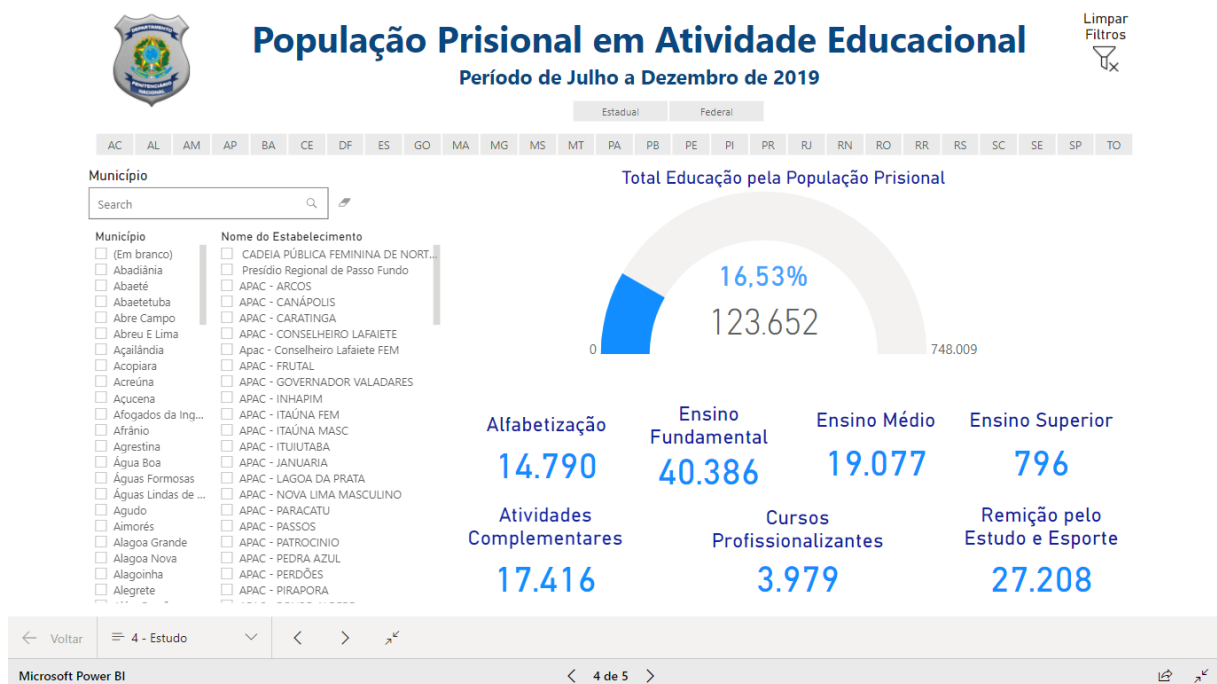 DEPARTAMENTO
PENITENCIÁRIO
NACIONAL
População Prisional em Atividade Educacional
Período de Julho a Dezembro de 2019
Limpar
Filtros
Estadual Federal
AC AL AM AP BA CE DF ES GO MA MG MS MT PA PB PE PI PR RJ RN RO RR RS SC SE SP TO
Município
Search
Município
(Em branco)
Abadiânia
Abaeté
Abaetetuba
Abre Campo
Abreu E Lima
Açailândia
Acopiara
Acreúna
Açucena
Afogados da Ing...
Afrânio
Agrestina
Água Boa
Águas Formosas
Águas Lindas de ...
Agudo
Aimorés
Alagoa Grande
Alagoa Nova
Alagoinha
Alegrete
Nome do Estabelecimento
CADEIA PÚBLICA FEMININA DE NORT...
Presídio Regional de Passo Fundo
APAC - ARCOS
APAC - CANÁPOLIS
APAC - CARATINGA
APAC - CONSELHEIRO LAFAIETE
Apac - Conselheiro Lafaiete FEM
APAC - FRUTAL
APAC - GOVERNADOR VALADARES
APAC - INHAPIM
APAC - ITAÚNA FEM
APAC - ITAÚNA MASC
APAC - ITUIUTABA
APAC - JANUARIA
APAC - LAGOA DA PRATA
APAC - NOVA LIMA MASCULINO
APAC - PARACATU
APAC - PASSOS
APAC - PATROCINIO
APAC - PEDRA AZUL
APAC - PERDÕES
APAC - PIRAPORA
Total Educação pela População Prisional
16,53%
123.652
0
748.009
Alfabetização
14.790
Ensino
Fundamental
40.386
Ensino Médio
19.077
Ensino Superior
796
Atividades
Complementares
17.416
Cursos
Profissionalizantes
3.979
Remição pelo
Estudo e Esporte
27.208
Voltar
4 - Estudo
Microsoft Power BI
4 de 5